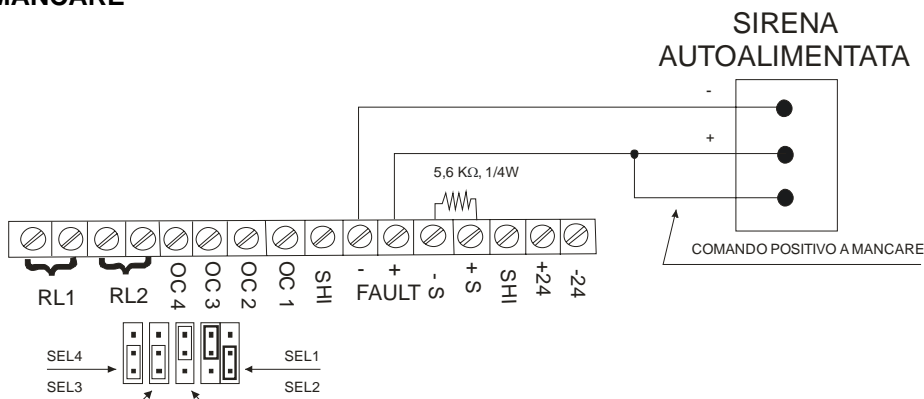 MANCARE
SIRENA
AUTOALIMENTATA
-
+
5,6 KΩ, 1/4W
COMANDO POSITIVO A MANCARE
RL1
RL2
OC 4
OC 3
OC 2
OC 1
SHI
-
+
FAULT
- S
+ S
SHI
+24
-24
SEL4
SEL3
SEL1
SEL2